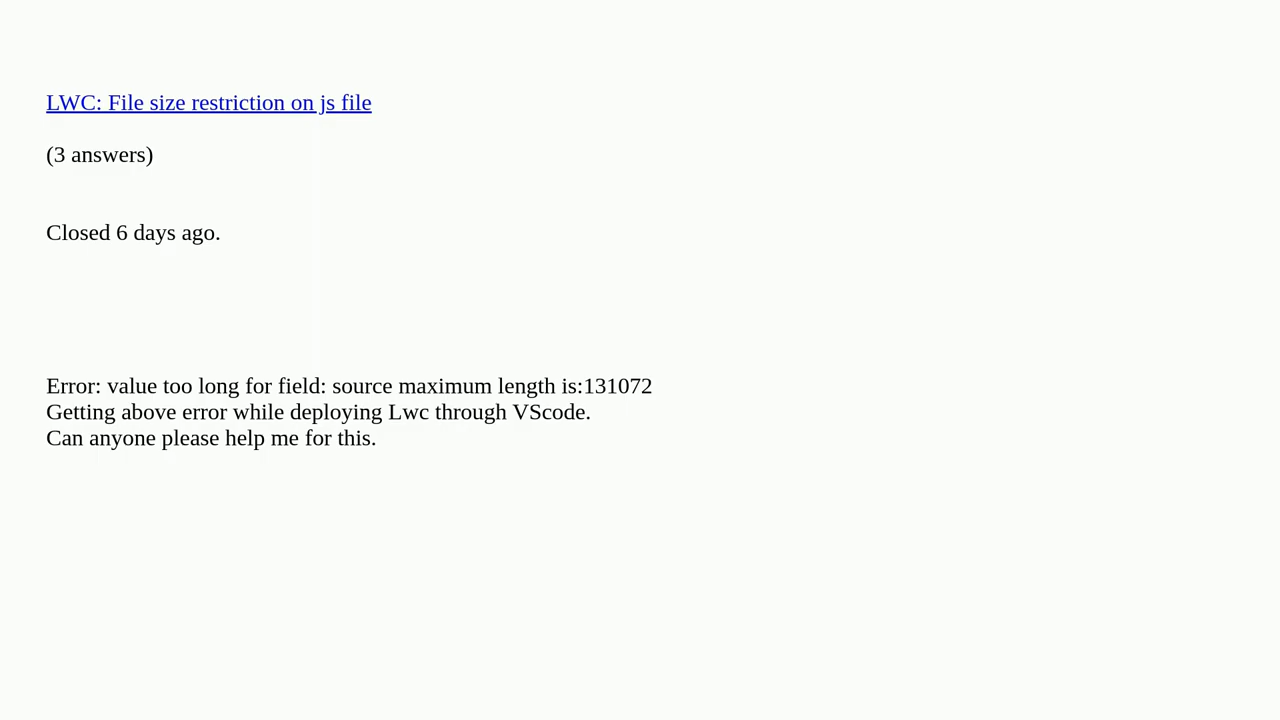 LWC: File size restriction on js file
(3 answers)
Closed 6 days ago.
Error: value too long for field: source maximum length is:131072
Getting above error while deploying Lwc through VScode.
Can anyone please help me for this.